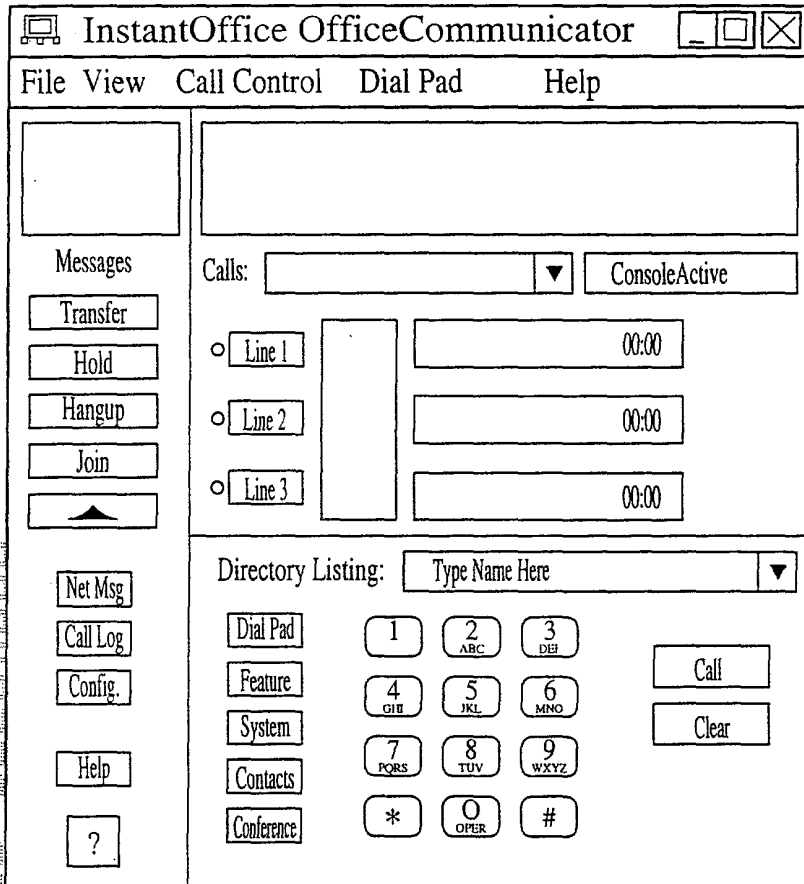 InstantOffice OfficeCommunicator
File View Call Control Dial Pad Help
Messages
Transfer
Hold
Hangup
Join
Net Msg
Call Log
Config.
Help
?
Calls:
ConsoleActive
Line 1 00:00
Line 2 00:00
Line 3 00:00
Directory Listing: Type Name Here
Dial Pad
Feature
System
Contacts
Conference
1 2 ABC 3 DEF
4 GHI 5 JKL 6 MNO
7 PQRS 8 TUV 9 WXYZ
* 0 OPER #
Call
Clear